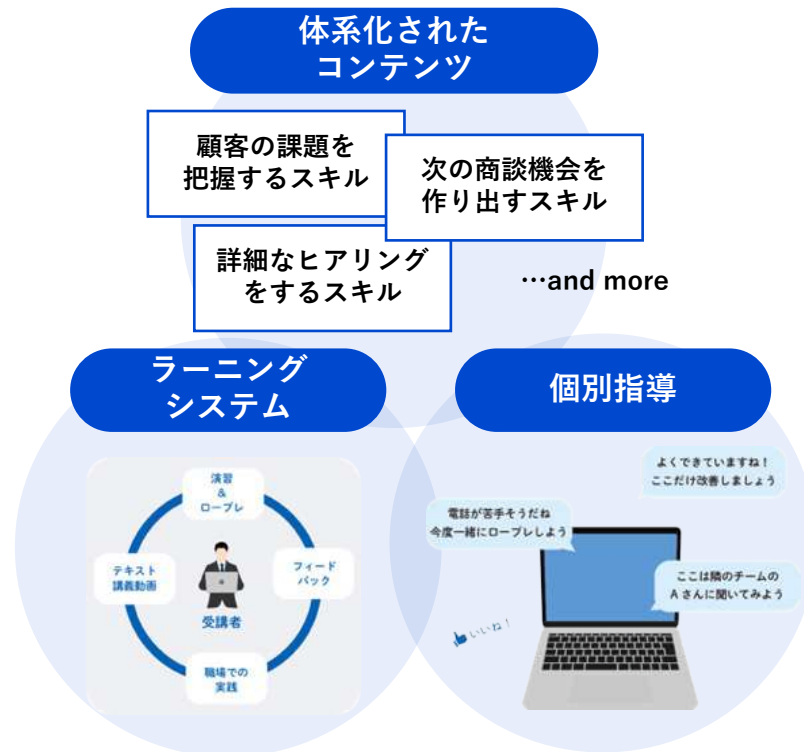 体系化された
コンテンツ
顧客の課題を
把握するスキル
次の商談機会を
作り出すスキル
詳細なヒアリング
をするスキル
…and more
ラーニング
システム
演習
&
ロープレ
テキスト
講義動画
フィード
バック
受講者
職場での
実践
個別指導
よくできていますね！
ここだけ改善しましょう
電話が苦手そうだね
今度一緒にロープレしよう
ここは隣のチームの
Aさんに聞いてみよう
いいね！